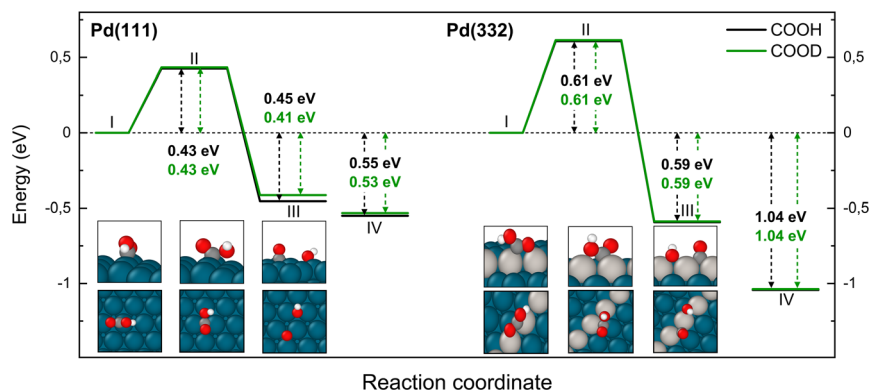 Pd(111)
Pd(332)
COOH
COOD
Energy (eV)
0,5
0
-0,5
-1
I
II
0.43 eV
0.43 eV
0.45 eV
0.41 eV
III
0.55 eV
0.53 eV
IV
I
II
0.61 eV
0.61 eV
0.59 eV
0.59 eV
III
1.04 eV
1.04 eV
IV
0,5
0
-0,5
-1
Reaction coordinate